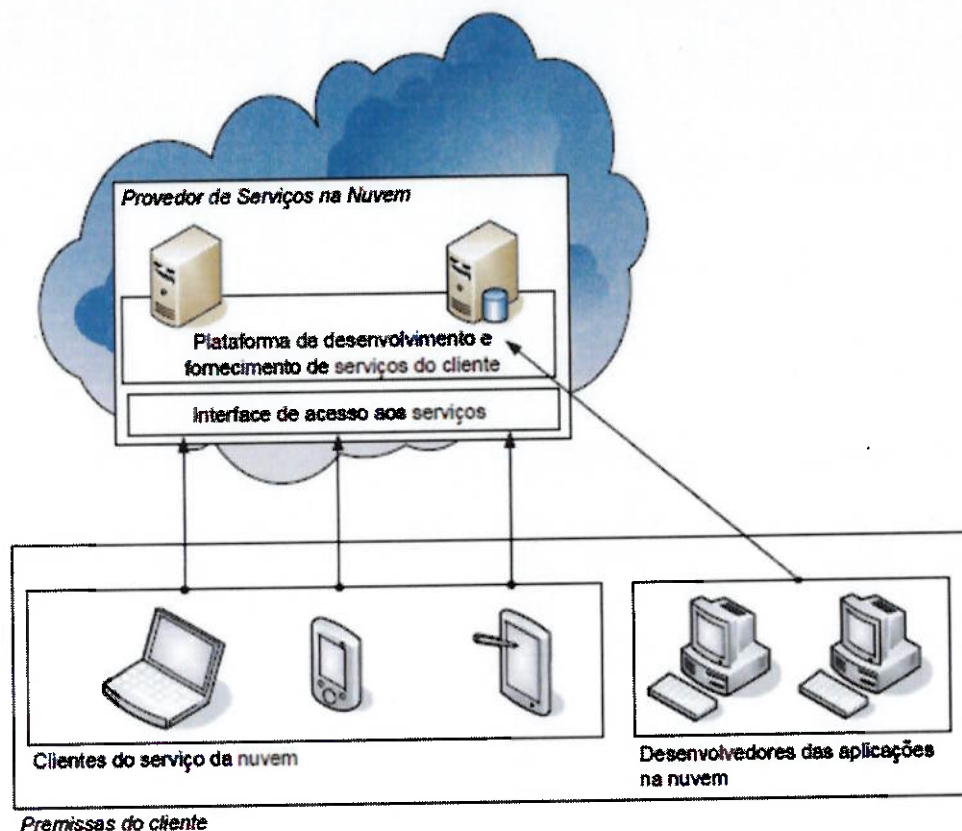 Provedor de Serviços na Nuvem
Plataforma de desenvolvimento e
fornecimento de serviços do cliente
Interface de acesso aos serviços
Clientes do serviço da nuvem
Desenvolvedores das aplicações
na nuvem
Premissas do cliente